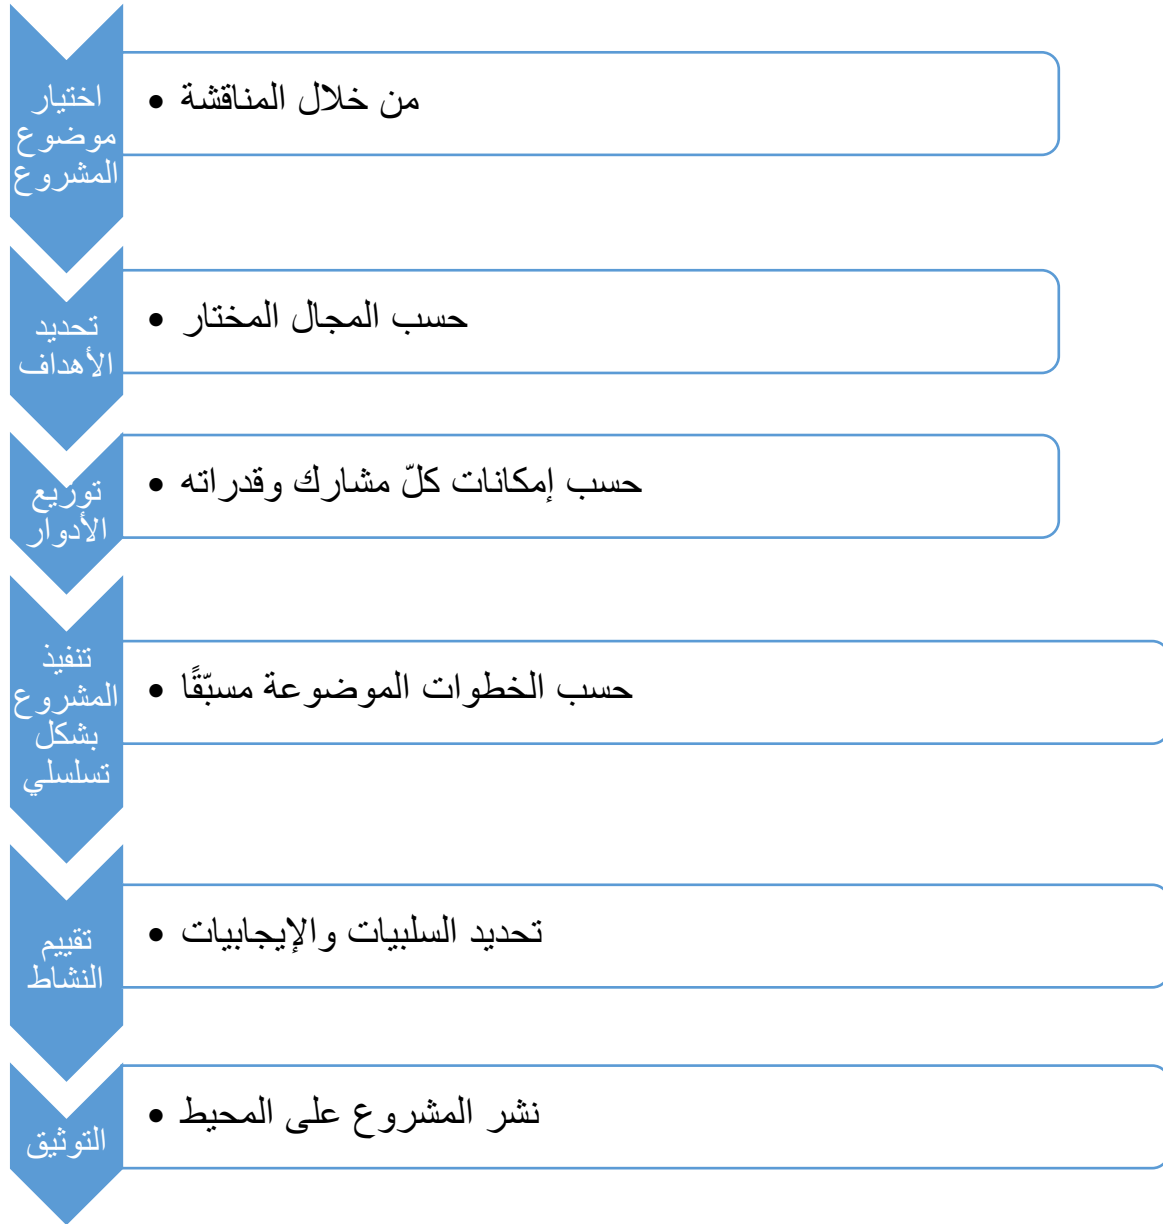 اختيار
موضوع
المشروع
من خلال المناقشة •
تحديد
الأهداف
حسب المجال المختار •
توزيع
الأدوار
حسب إمكانات كلّ مشارك وقدراته •
تنفيذ
المشروع
بشكل
تسلسلي
حسب الخطوات الموضوعة مسبّقًا •
تقييم
النشاط
تحديد السلبيات والإيجابيات •
التوثيق
نشر المشروع على المحيط •